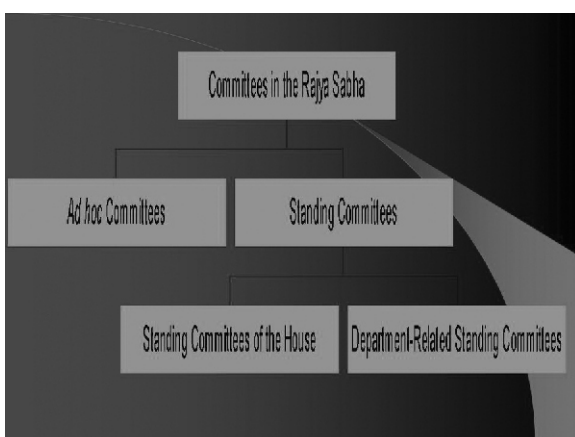 Committees in the Rajya Sabha
Ad hoc Committees
Standing Committees
Standing Committees of the House
Department-Related Standing Committees